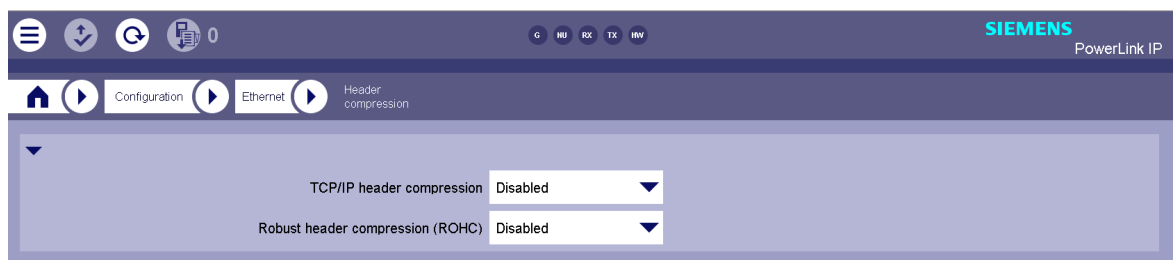 0
G HU RX TX HW
SIEMENS
PowerLink IP
Configuration
Ethernet
Header
compression
TCP/IP header compression Disabled
Robust header compression (ROHC) Disabled